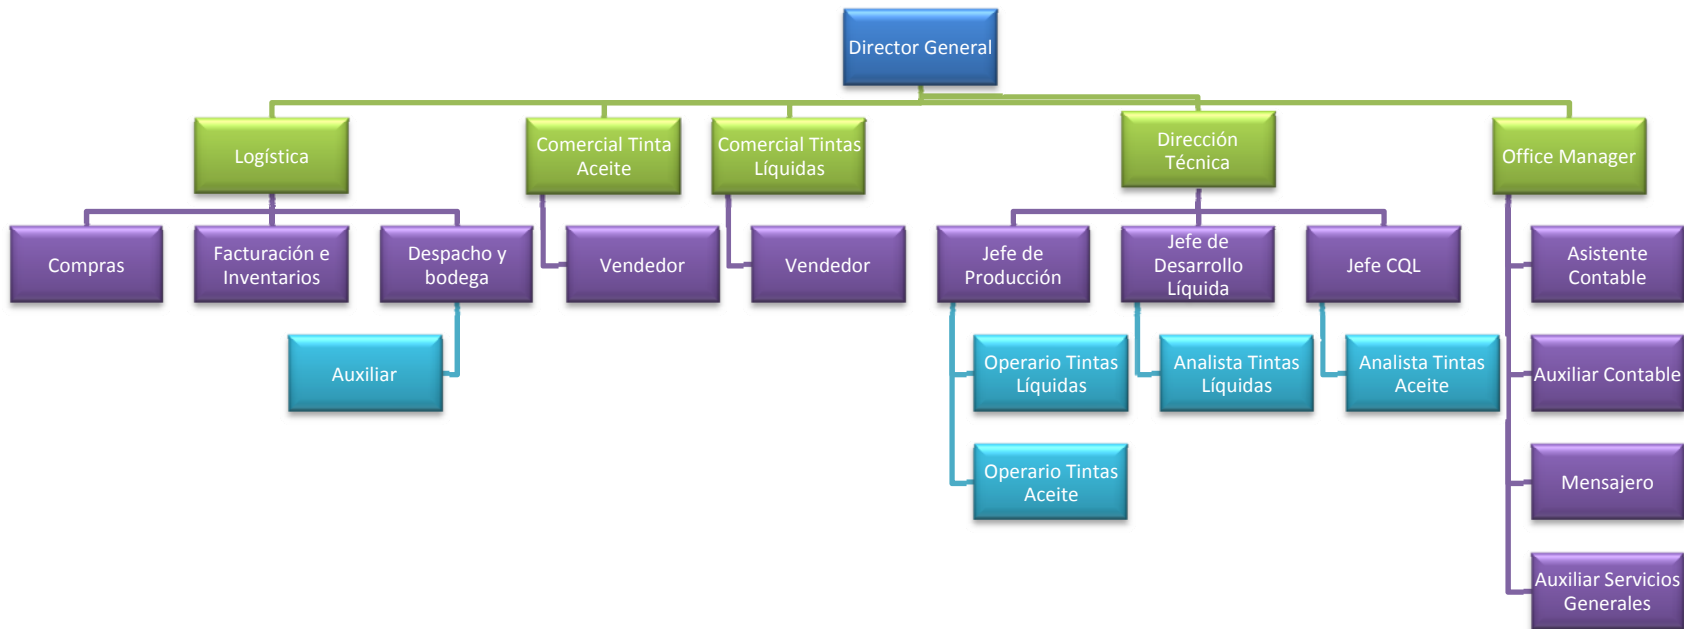 Director General
Logística
Comercial Tinta
Aceite
Comercial Tintas
Líquidas
Dirección
Técnica
Office Manager
Compras
Facturación e
Inventarios
Despacho y
bodega
Vendedor
Vendedor
Jefe de
Producción
Jefe de
Desarrollo
Líquida
Jefe CQL
Asistente
Contable
Auxiliar
Operario Tintas
Líquidas
Analista Tintas
Líquidas
Analista Tintas
Aceite
Auxiliar Contable
Operario Tintas
Aceite
Mensajero
Auxiliar Servicios
Generales